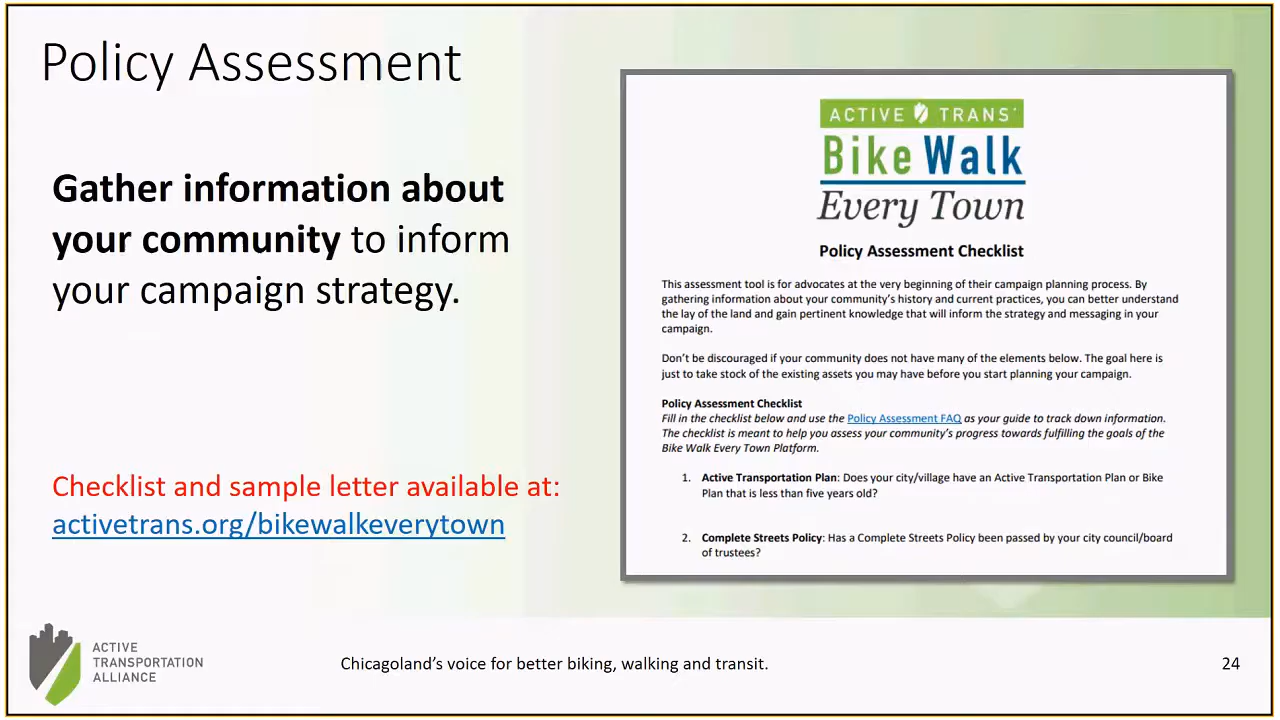 Policy Assessment
Gather information about
your community to inform
your campaign strategy.
Checklist and sample letter available at:
activetrans.org/bikewalkeverytown
ACTIVE TRANS
Bike Walk
Every Town
Policy Assessment Checklist
This assessment tool is for advocates at the very beginning of their campaign planning process. By
gathering information about your community's history and current practices, you can better understand
the lay of the land and gain pertinent knowledge that will inform the strategy and messaging in your
campaign.
Don't be discouraged if your community does not have many of the elements below. The goal here is
just to take stock of the existing assets you may have before you start planning your campaign.
Policy Assessment Checklist
Fill in the checklist below and use the Policy Assessment FAQ as your guide to track down information.
The checklist is meant to help you assess your community's progress towards fulfilling the goals of the
Bike Walk Every Town Platform.
1. Active Transportation Plan: Does your city/village have an Active Transportation Plan or Bike
Plan that is less than five years old?
2. Complete Streets Policy: Has a Complete Streets Policy been passed by your city council/board
of trustees?
ACTIVE
TRANSPORTATION
ALLIANCE
Chicagoland's voice for better biking, walking and transit.
24